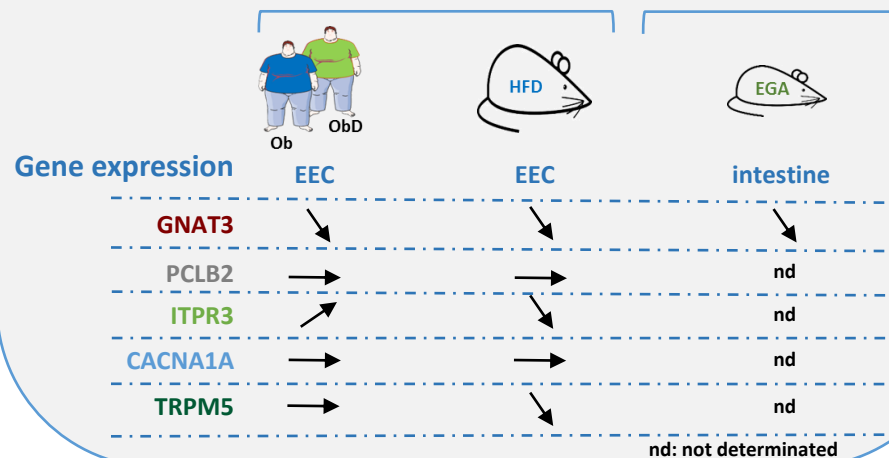 HFD
EGA
ObD
Ob
Gene expression
EEC
EEC
intestine
GNAT3
PCLB2
nd
ITPR3
nd
CACNA1A
nd
TRPM5
nd
nd: not determinated